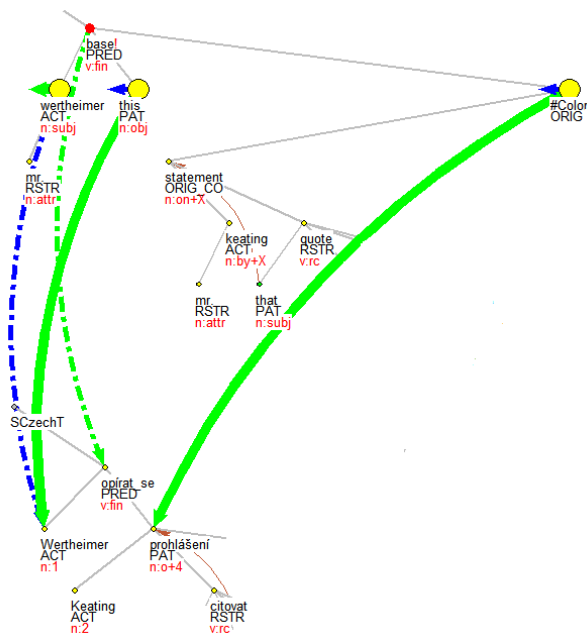 base
PRED
v:fin
wertheimer
ACT
n:subj
this
PAT
n:obj
#Color
ORIG
mr.
RSTR
n:attr
statement
ORIG_CO
n:on+X
keating
ACT
n:by+X
quote
RSTR
v:rc
mr.
RSTR
n:attr
that
PAT
n:subj
SCzechT
opírat_se
PRED
v:fin
Wertheimer
ACT
n:1
prohlášení
PAT
n:o+4
Keating
ACT
n:2
citovat
RSTR
v:rc